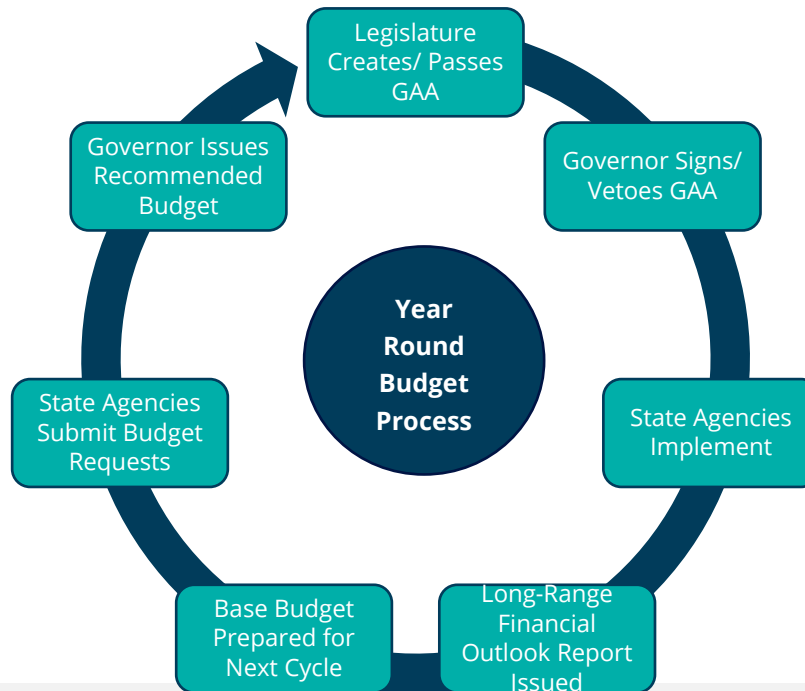 Legislature
Creates/ Passes
GAA
Governor Signs/
Vetoes GAA
State Agencies
Implement
Long-Range
Financial
Outlook Report
Issued
Base Budget
Prepared for
Next Cycle
State Agencies
Submit Budget
Requests
Governor Issues
Recommended
Budget
Year
Round
Budget
Process